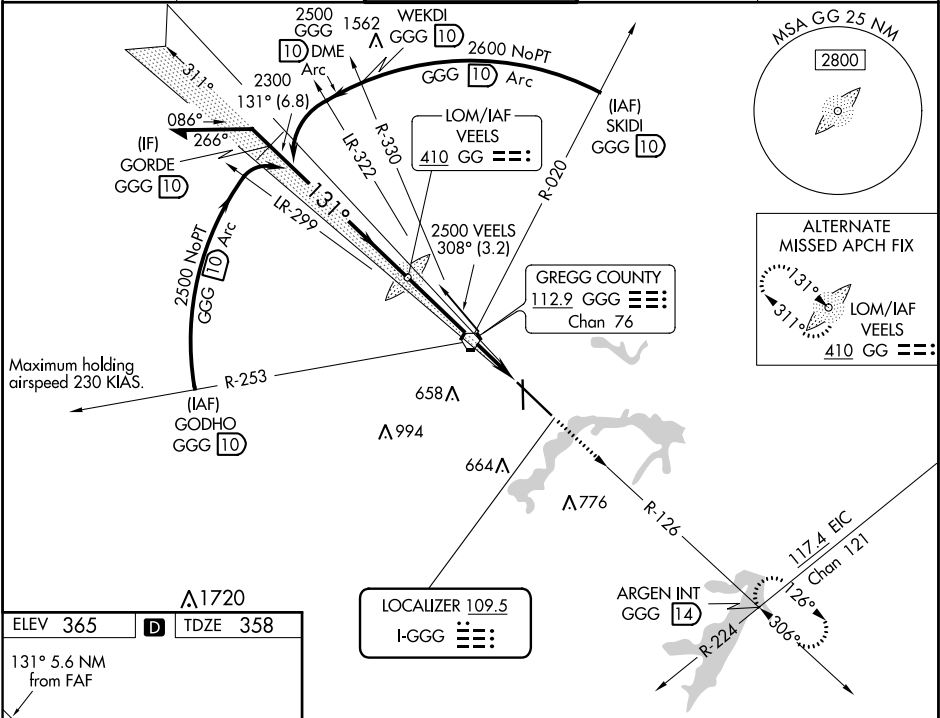 2500
GGG
10 DME
Arc
1562
WEKDI
GGG 10
2600 NoPT
GGG 10 Arc
MSA GG 25 NM
2800
311°
2300
131° (6.8)
LOM/IAF
VEELS
410 GG
(IAF)
SKIDI
GGG 10
086°
266°
(IF)
GORDE
GGG 10
LR-322
R-330
R-020
131°
LR-299
2500 NoPT
GGG 10 Arc
2500 VEELS
308° (3.2)
ALTERNATE
MISSED APCH FIX
131°
311°
LOM/IAF
VEELS
410 GG
GREGG COUNTY
112.9 GGG
Chan 76
Maximum holding
airspeed 230 KIAS.
R-253
(IAF)
GODHO
GGG 10
658
994
664
776
R-126
117.4 EIC
Chan 121
ARGEN INT
GGG 14
126°
306°
R-224
1720
LOCALIZER 109.5
I-GGG
ELEV 365 D TDZE 358
131° 5.6 NM
from FAF